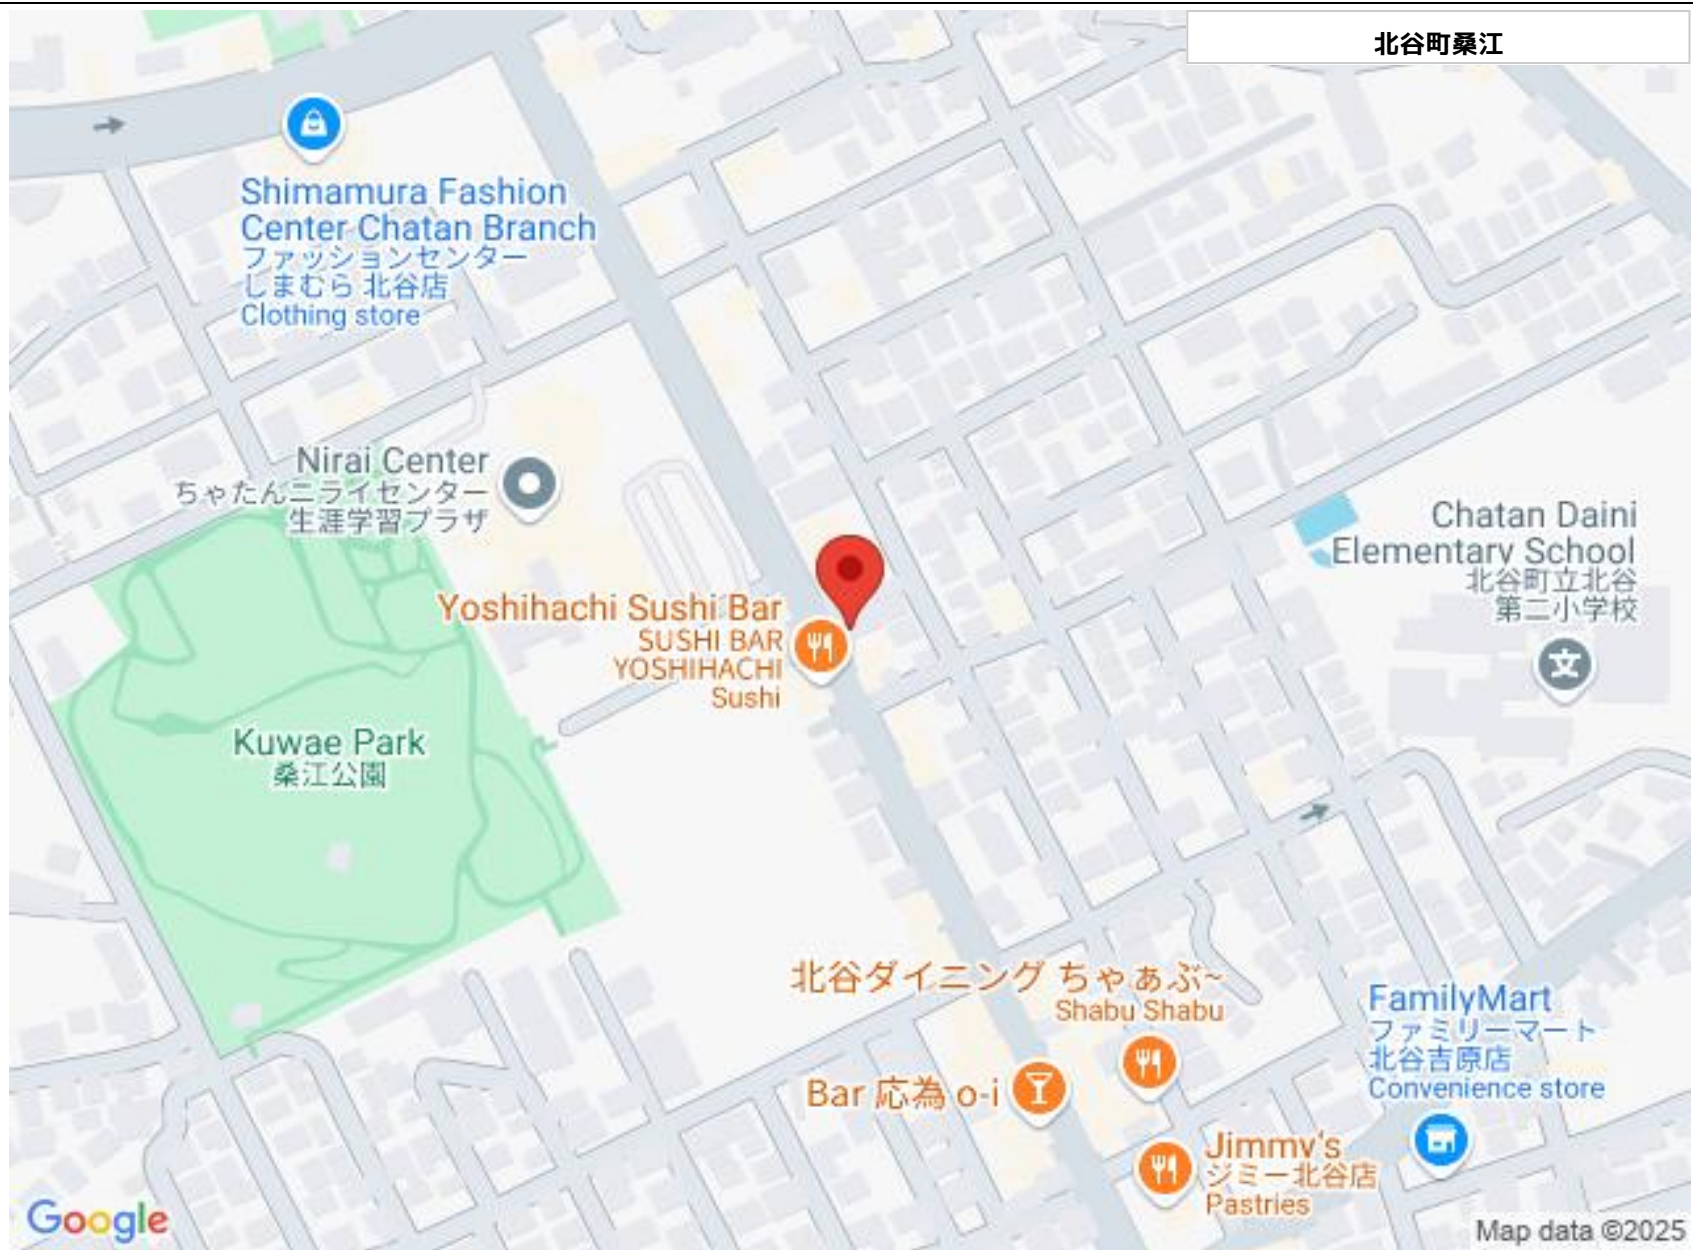 北谷町桑江
Shimamura Fashion
Center Chatan Branch
ファッションセンター
しまむら 北谷店
Clothing store
Nirai Center
ちゃたんニライセンター
生涯学習プラザ
Chatan Daini
Elementary School
北谷町立北谷
第二小学校
文
Yoshihachi Sushi Bar
SUSHI BAR
YOSHIHACHI
Sushi
Kuwae Park
桑江公園
北谷ダイニング ちゃぁぶ~
Shabu Shabu
FamilyMart
ファミリーマート
北谷吉原店
Convenience store
Bar 応為 o-i
Jimmy's
ジミー北谷店
Pastries
Google
Map data ©2025